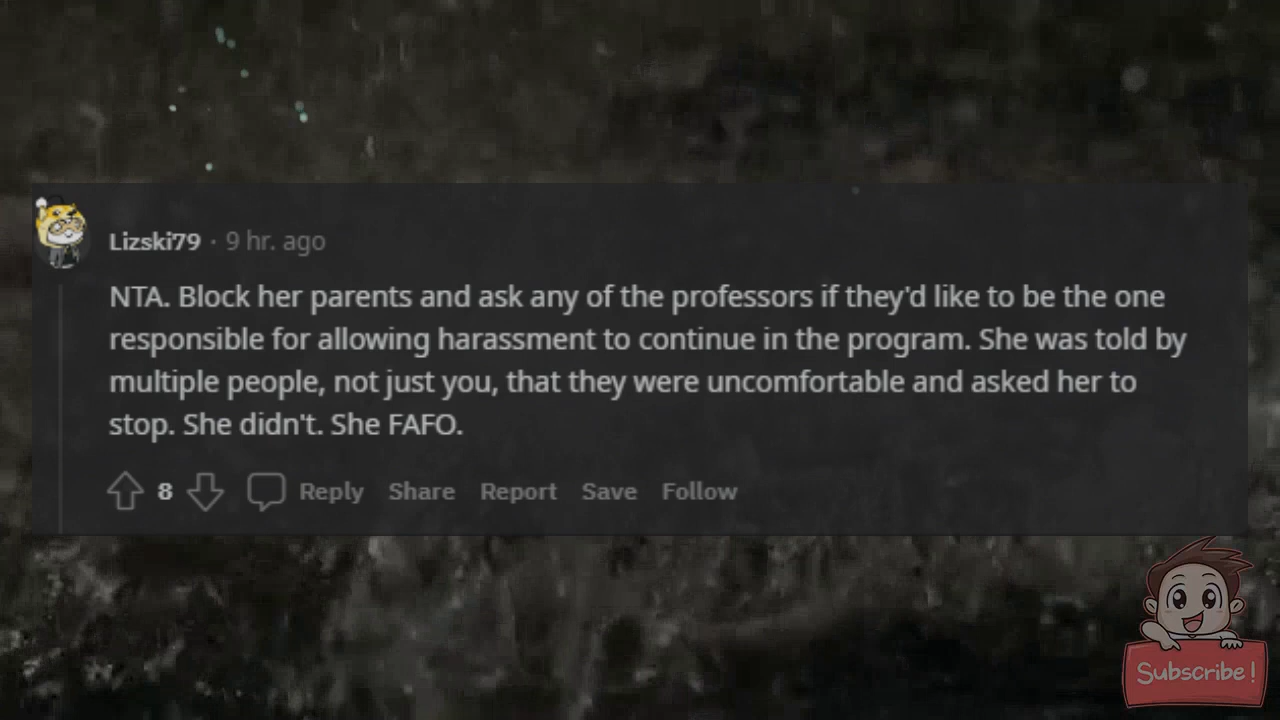 Lizski79 · 9 hr. ago
NTA. Block her parents and ask any of the professors if they'd like to be the one
responsible for allowing harassment to continue in the program. She was told by
multiple people, not just you, that they were uncomfortable and asked her to
stop. She didn't. She FAFO.
8 Reply Share Report Save Follow
Subscribe!